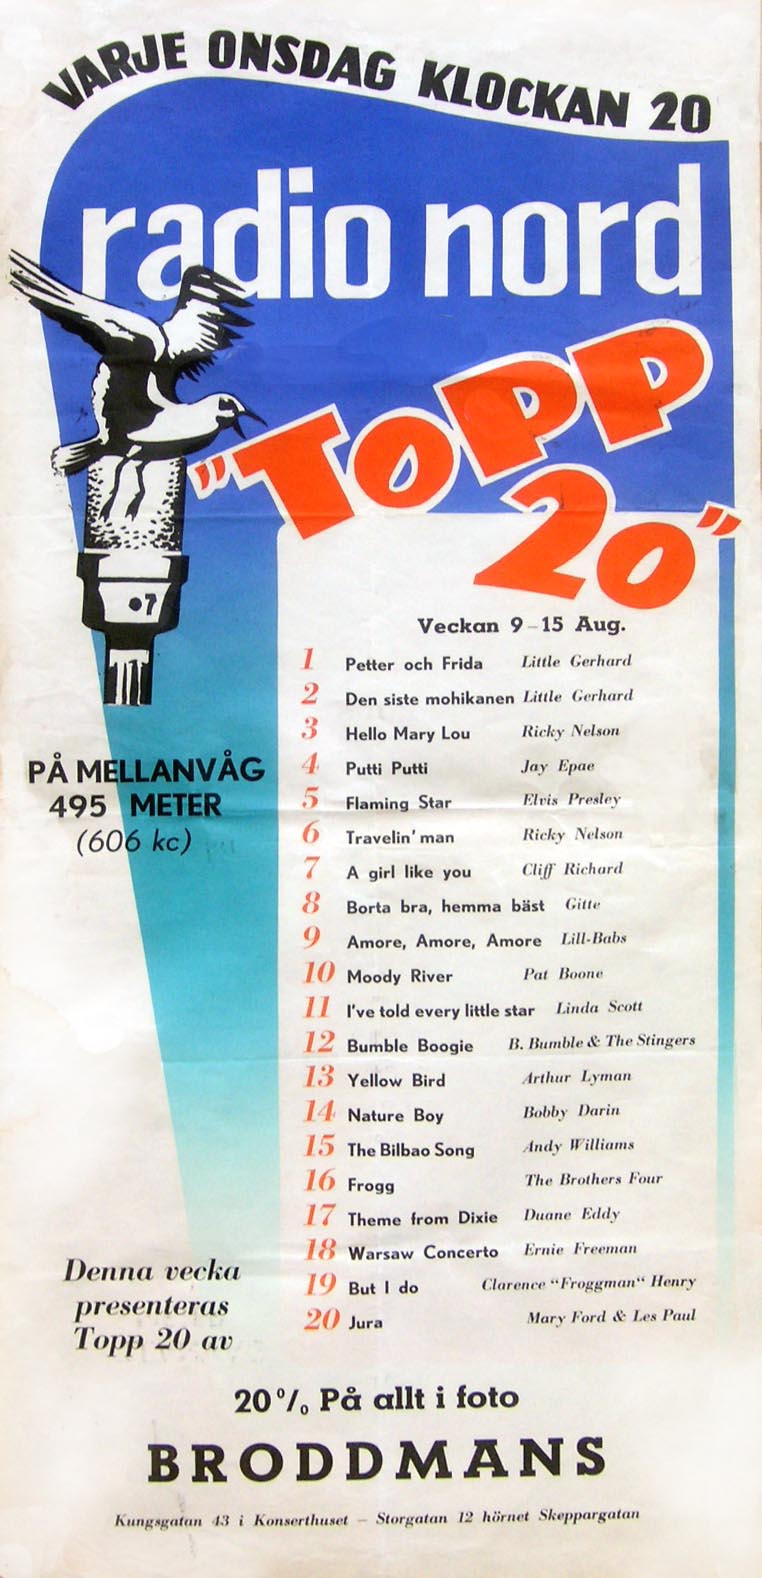 VARJE ONSDAG KLOCKAN 20
radio nord
"TOPP
20"
7
PÅ MELLANVÅG
495 METER
(606 kc)
Veckan 9-15 Aug.
1 Petter och Frida Little Gerhard
2 Den siste mohikanen Little Gerhard
3 Hello Mary Lou Ricky Nelson
4 Putti Putti Jay Epae
5 Flaming Star Elvis Presley
6 Travelin' man Ricky Nelson
7 A girl like you Cliff Richard
8 Borta bra, hemma bäst Gitte
9 Amore, Amore, Amore Lill-Babs
10 Moody River Pat Boone
11 I've told every little star Linda Scott
12 Bumble Boogie B. Bumble & The Stingers
13 Yellow Bird Arthur Lyman
14 Nature Boy Bobby Darin
15 The Bilbao Song Andy Williams
16 Frogg The Brothers Four
17 Theme from Dixie Duane Eddy
18 Warsaw Concerto Ernie Freeman
19 But I do Clarence "Froggman" Henry
20 Jura Mary Ford & Les Paul
Denna vecka
presenteras
Topp 20 av
20% På allt i foto
BRODDMANS
Kungsgatan 43 i Konserthuset – Storgatan 12 hörnet Skeppargatan